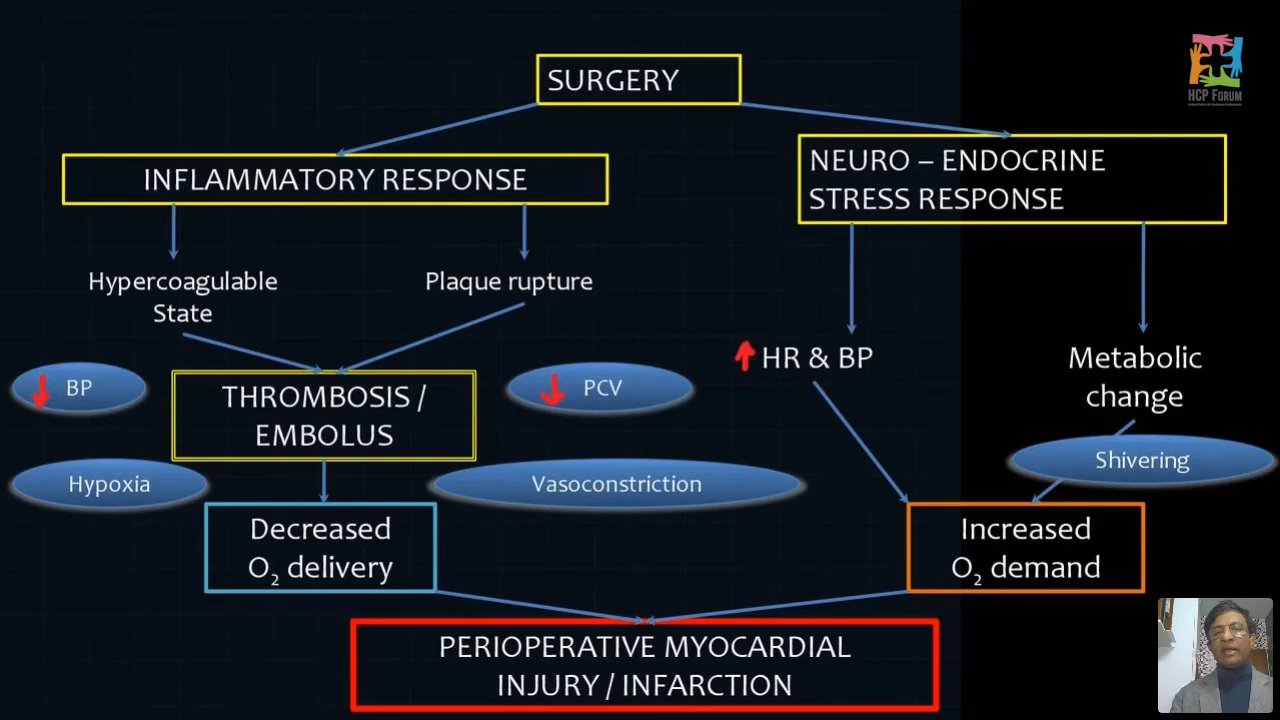 HCP FORUM
SURGERY
INFLAMMATORY RESPONSE
NEURO – ENDOCRINE
STRESS RESPONSE
Hypercoagulable
State
Plaque rupture
HR & BP
Metabolic
change
BP
THROMBOSIS /
EMBOLUS
PCV
Hypoxia
Vasoconstriction
Shivering
Decreased
O₂ delivery
Increased
O₂ demand
PERIOPERATIVE MYOCARDIAL
INJURY / INFARCTION